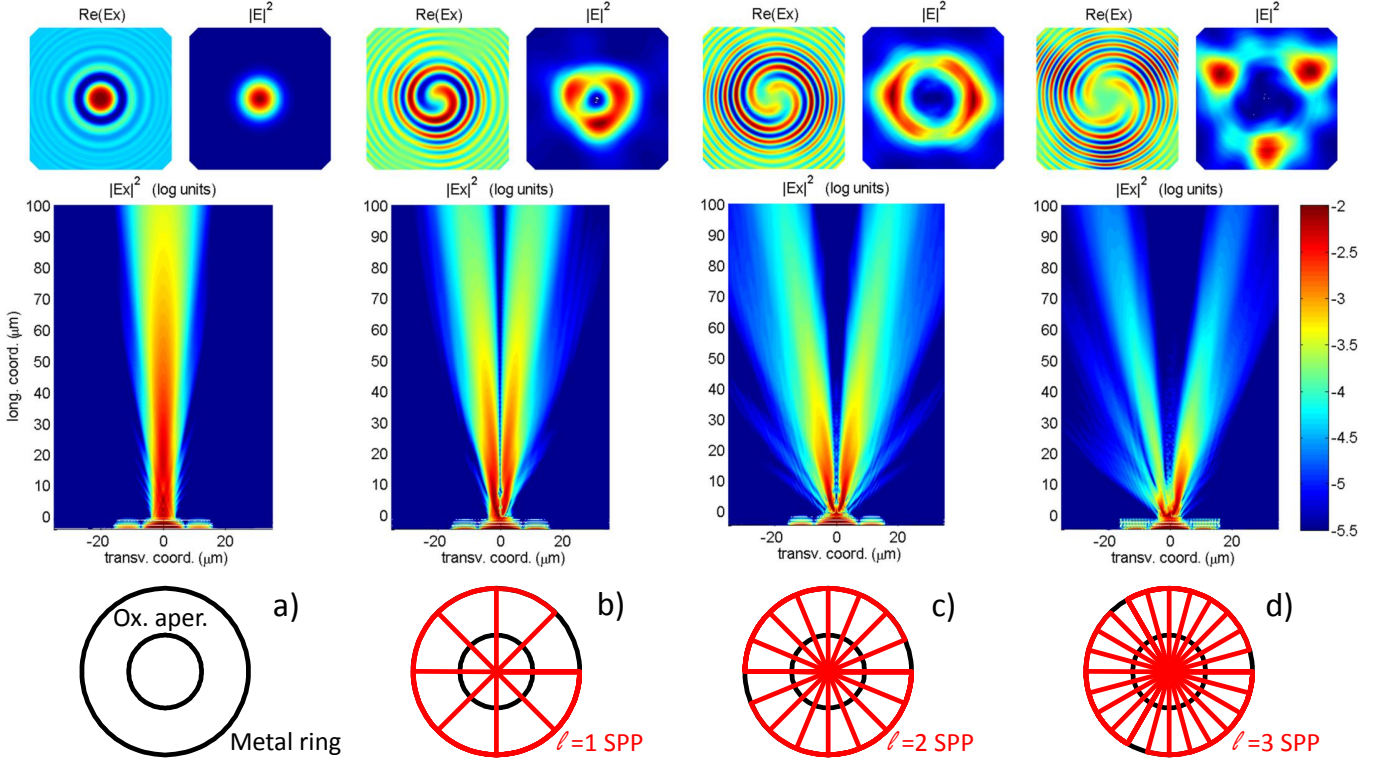 Re(Ex) |E|² Re(Ex) |E|² Re(Ex) |E|² Re(Ex) |E|²
|Ex|² (log units) |Ex|² (log units) |Ex|² (log units) |Ex|² (log units)
long. coord. (μm)
100 90 80 70 60 50 40 30 20 10 0
-20 0 20
transv. coord. (μm)
100 90 80 70 60 50 40 30 20 10 0
-20 0 20
transv. coord. (μm)
100 90 80 70 60 50 40 30 20 10 0
-20 0 20
transv. coord. (μm)
100 90 80 70 60 50 40 30 20 10 0
-20 0 20
transv. coord. (μm)
-2
-2.5
-3
-3.5
-4
-4.5
-5
-5.5
a)
Ox. aper.
Metal ring
b)
ℓ=1 SPP
c)
ℓ=2 SPP
d)
ℓ=3 SPP